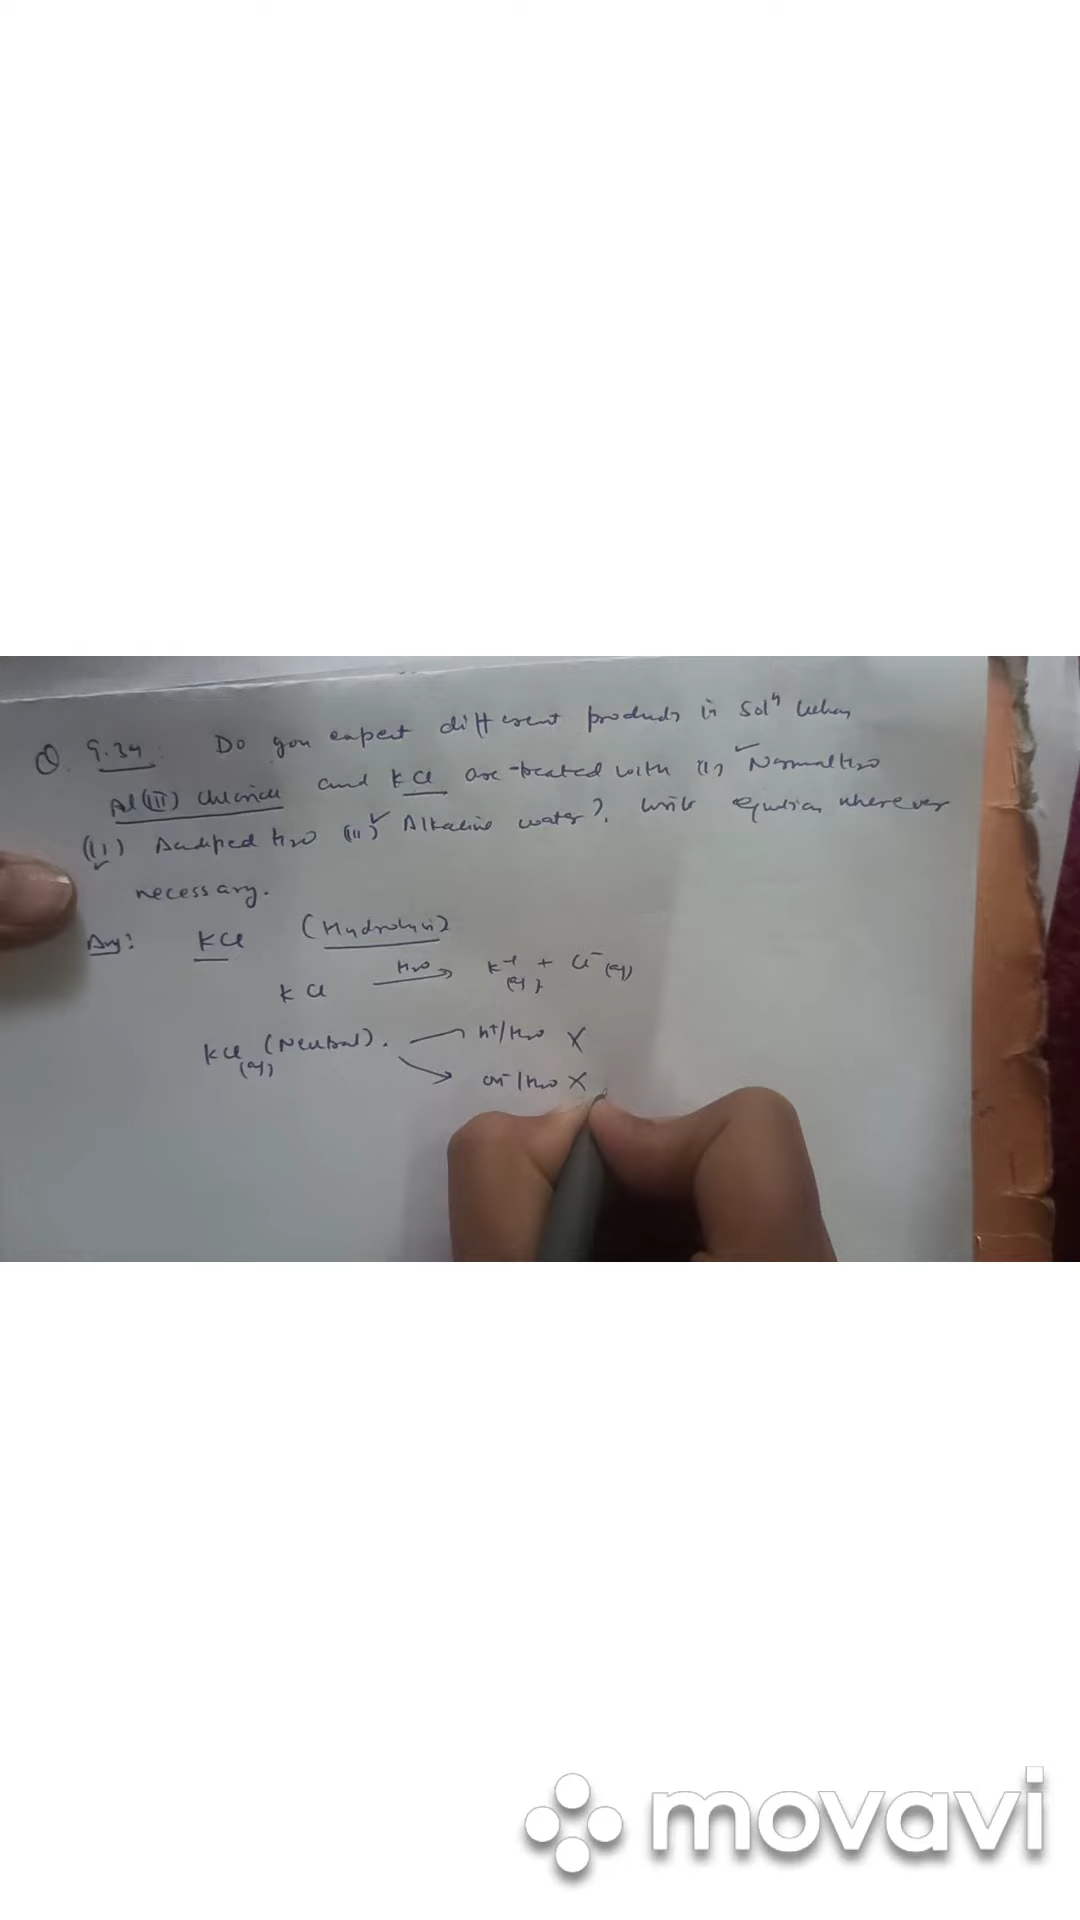 Q. 9.34: Do you expect different products in Solⁿ when
Al(III) Chloride and KCl are treated with (i) Normal H₂O
(ii) Acidified H₂O (iii) Alkaline water? Write equation wherever
necessary.
Ans: KCl (Hydrolysis)
KCl H₂O → K⁺(aq) + Cl⁻(aq)
KCl(aq) (Neutral). H⁺/H₂O X
→ OH⁻/H₂O X
movavi